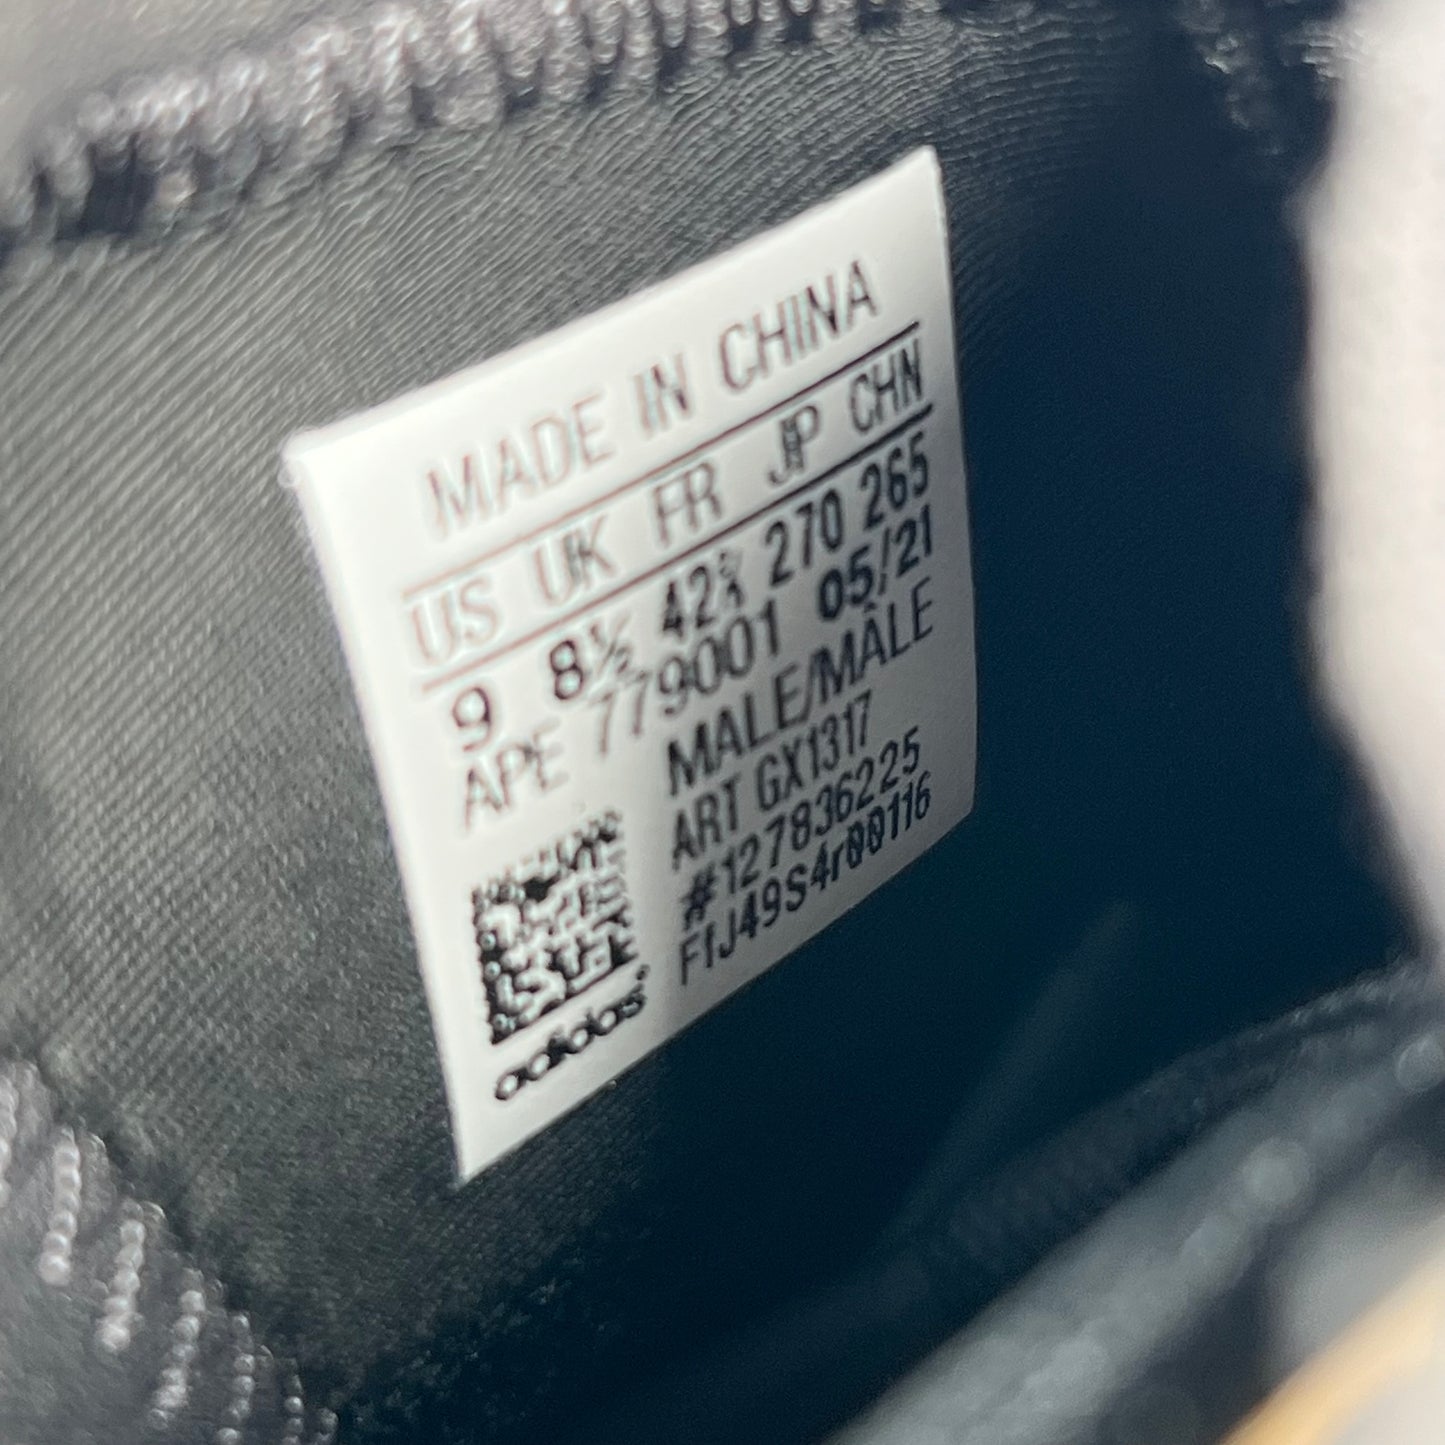 MADE IN CHINA
US UK FR JP CHN
9 8½ 42⅔ 270 265
APE 779001 05/21
MALE/MÂLE
ART GX1317
#127836225
F1J49S4r00116
adidas